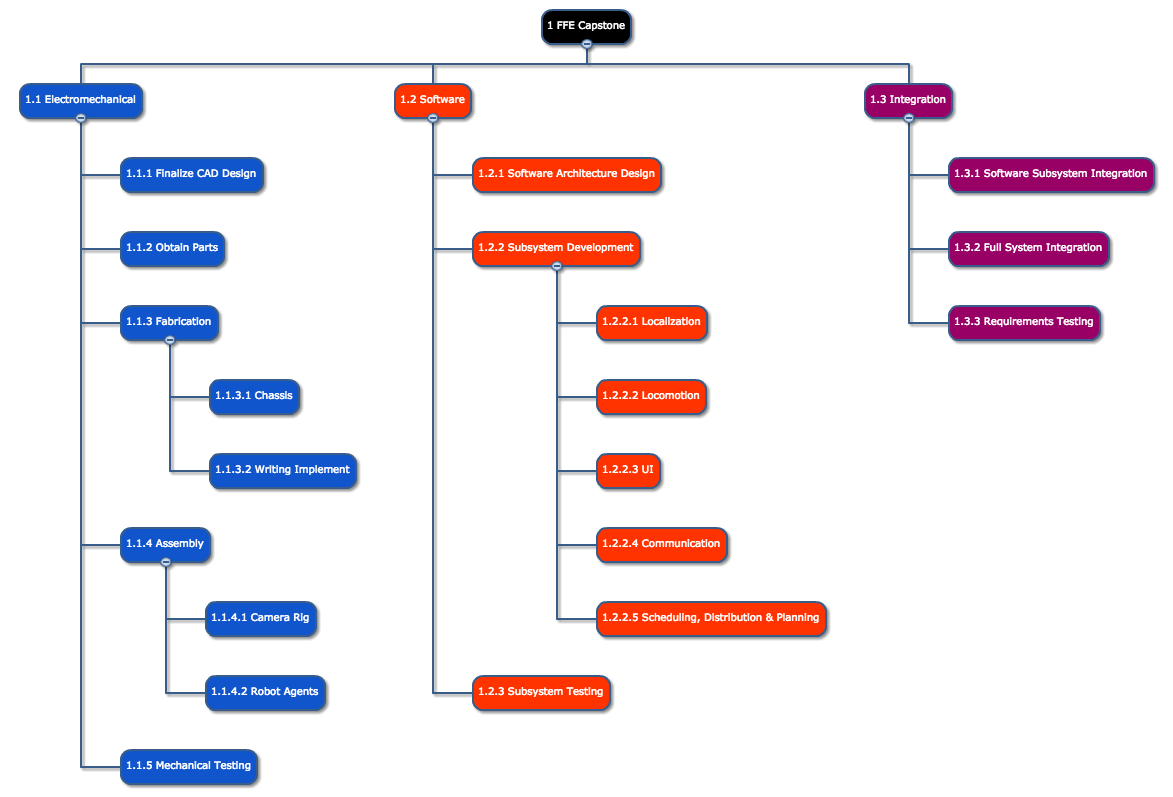 1 FFE Capstone
1.1 Electromechanical
1.1.1 Finalize CAD Design
1.1.2 Obtain Parts
1.1.3 Fabrication
1.1.3.1 Chassis
1.1.3.2 Writing Implement
1.1.4 Assembly
1.1.4.1 Camera Rig
1.1.4.2 Robot Agents
1.1.5 Mechanical Testing
1.2 Software
1.2.1 Software Architecture Design
1.2.2 Subsystem Development
1.2.2.1 Localization
1.2.2.2 Locomotion
1.2.2.3 UI
1.2.2.4 Communication
1.2.2.5 Scheduling, Distribution & Planning
1.2.3 Subsystem Testing
1.3 Integration
1.3.1 Software Subsystem Integration
1.3.2 Full System Integration
1.3.3 Requirements Testing